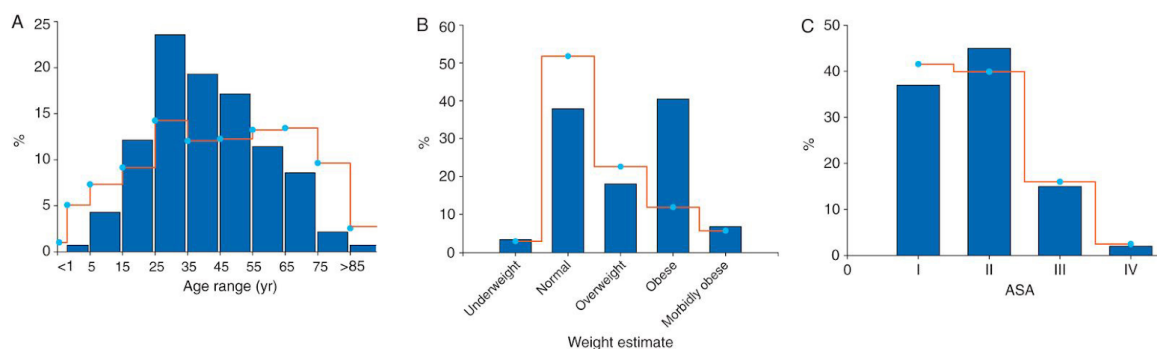 A
25
20
15
10
5
0
%
<1 5 15 25 35 45 55 65 75 >85
Age range (yr)
B
60
50
40
30
20
10
0
%
Underweight
Normal
Overweight
Obese
Morbidly obese
Weight estimate
C
50
40
30
20
10
0
%
0 I II III IV
ASA